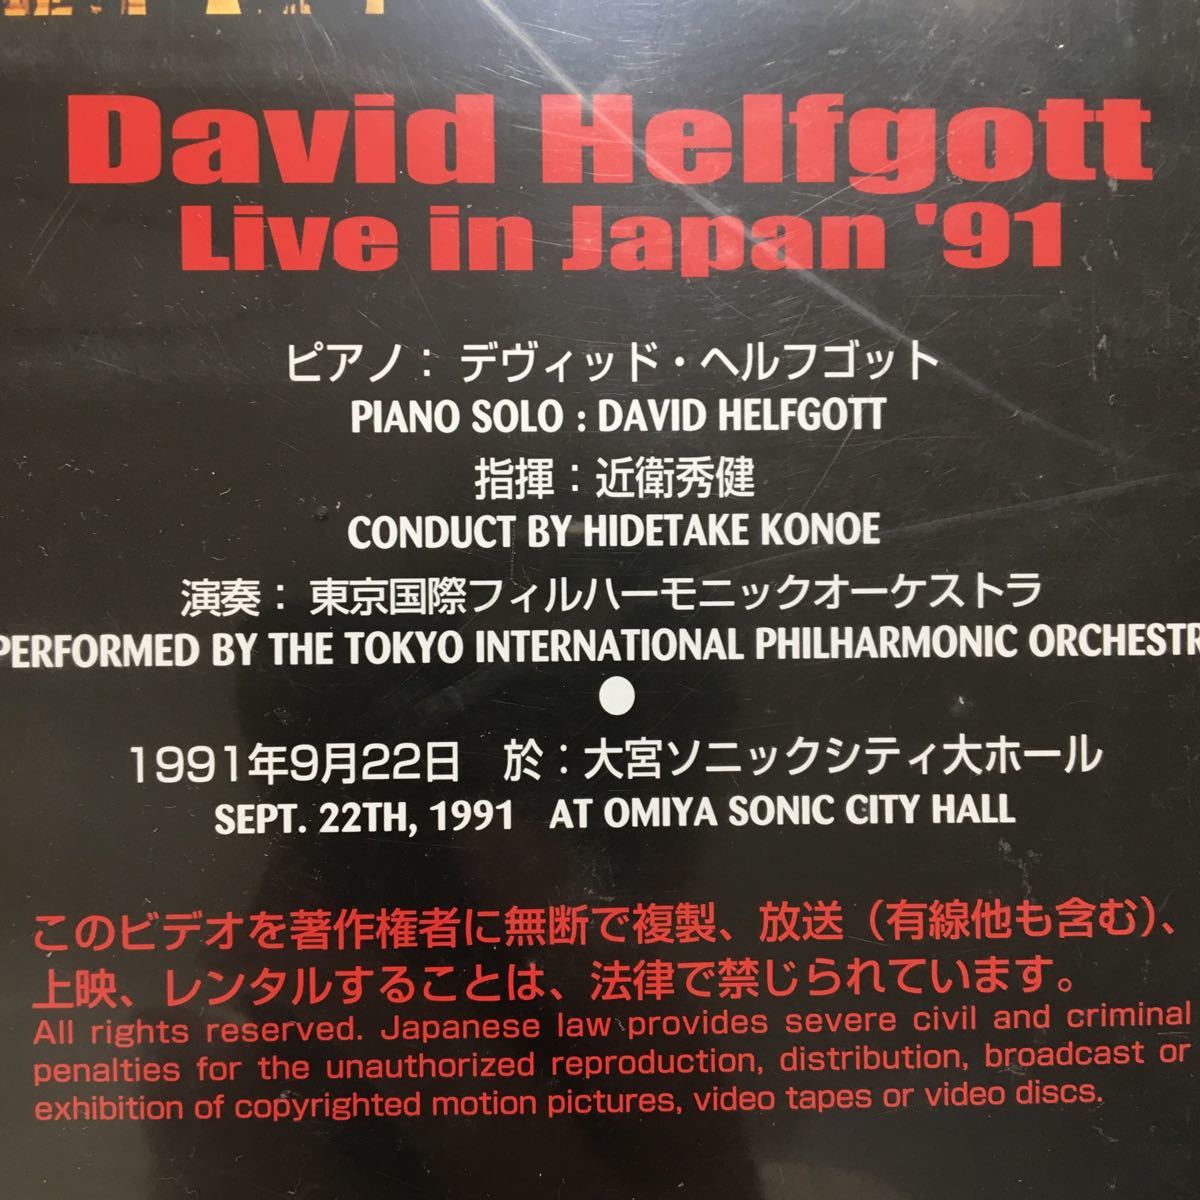 David Helfgott
Live in Japan '91
ピアノ： デヴィッド・ヘルフゴット
PIANO SOLO : DAVID HELFGOTT
指揮：近衛秀健
CONDUCT BY HIDETAKE KONOE
演奏： 東京国際フィルハーモニックオーケストラ
PERFORMED BY THE TOKYO INTERNATIONAL PHILHARMONIC ORCHESTR
1991年9月22日　於：大宮ソニックシティ大ホール
SEPT. 22TH, 1991 AT OMIYA SONIC CITY HALL
このビデオを著作権者に無断で複製、放送（有線他も含む）、
上映、レンタルすることは、法律で禁じられています。
All rights reserved. Japanese law provides severe civil and criminal
penalties for the unauthorized reproduction, distribution, broadcast or
exhibition of copyrighted motion pictures, video tapes or video discs.